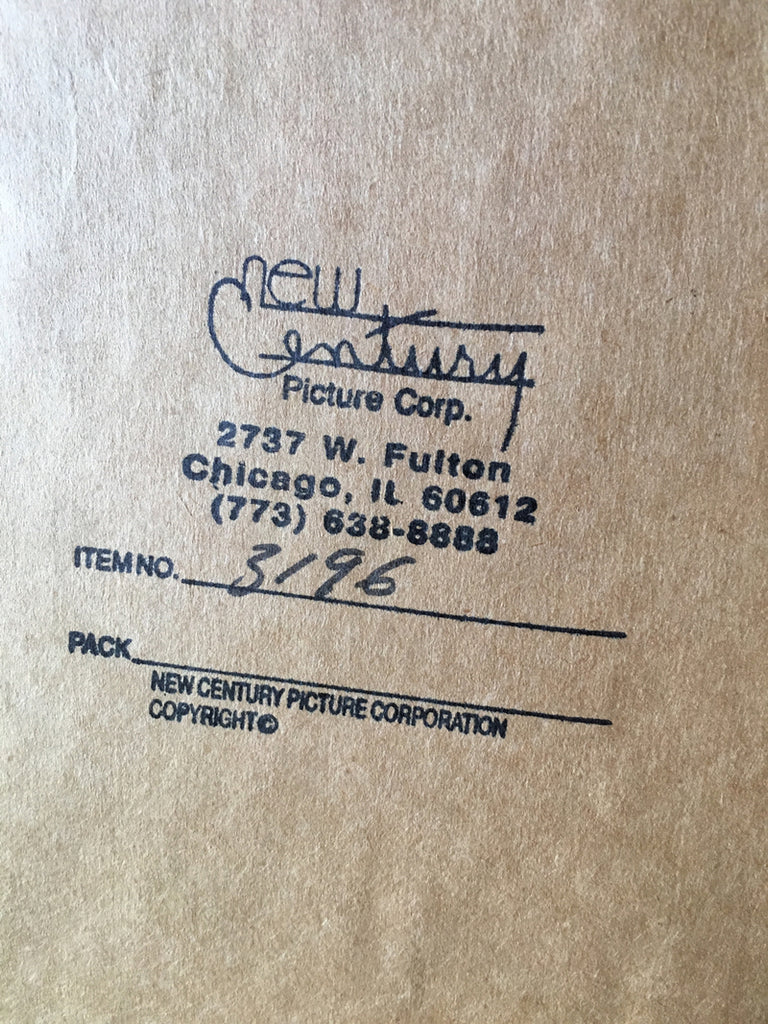 new
Century
Picture Corp.
2737 W. Fulton
Chicago, IL 60612
(773) 638-8888
ITEM NO. 3196
PACK
NEW CENTURY PICTURE CORPORATION
COPYRIGHT©